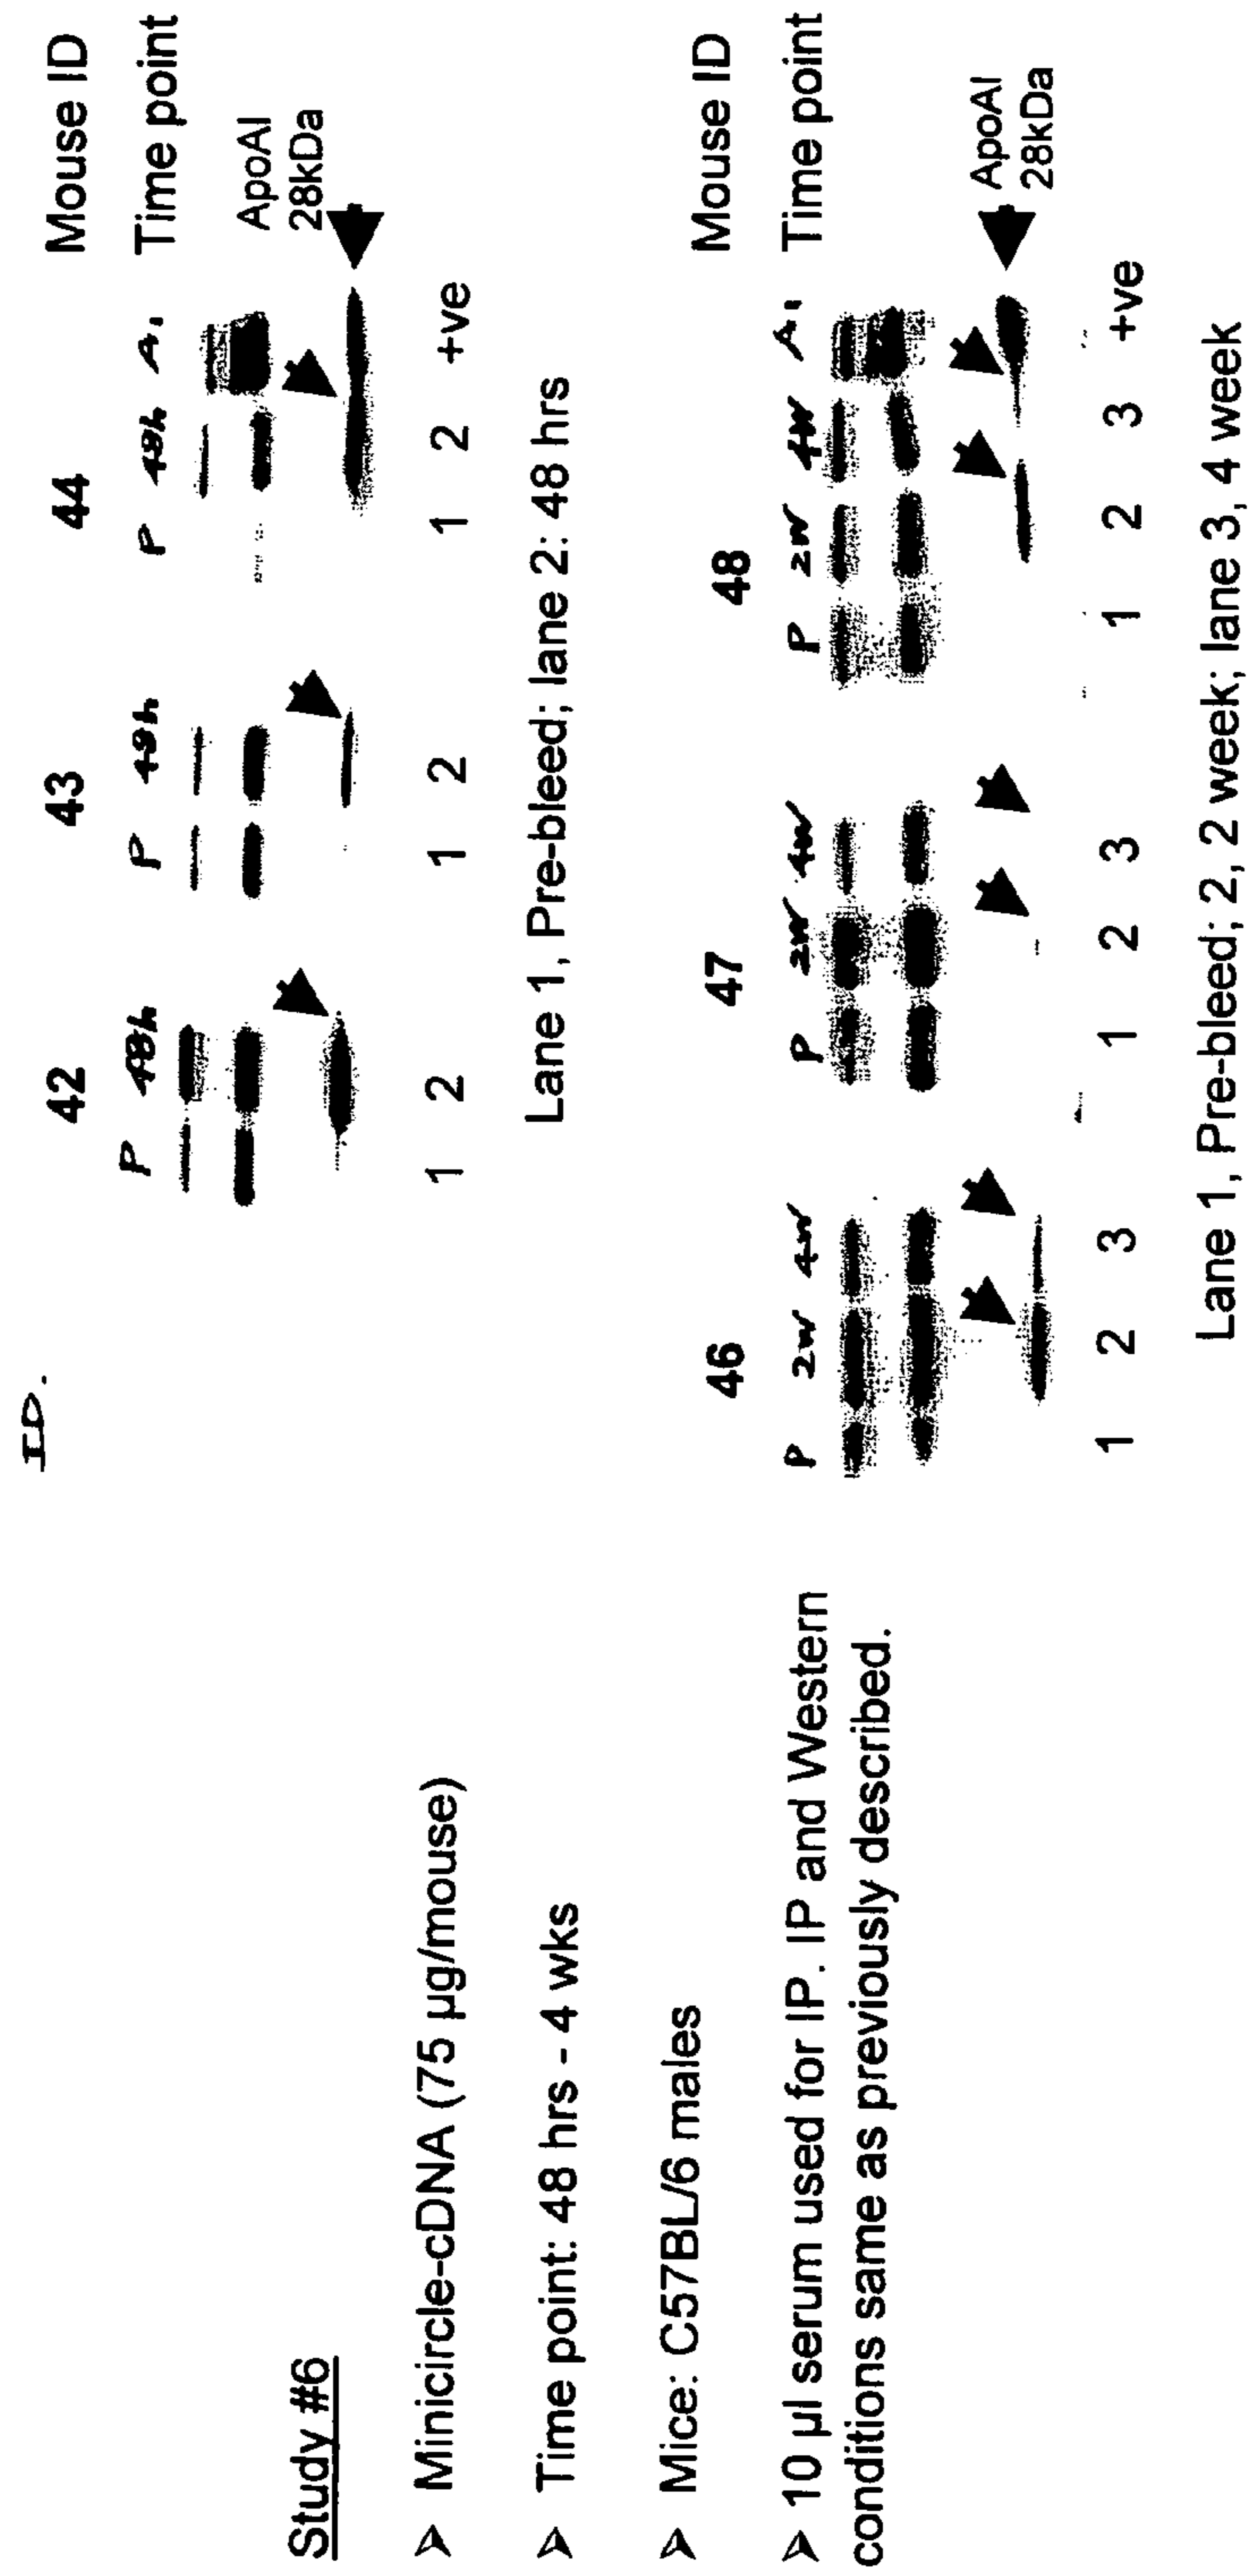 I.D.
Study #6
➢ Minicircle-cDNA (75 µg/mouse)
➢ Time point: 48 hrs - 4 wks
➢ Mice: C57BL/6 males
➢ 10 µl serum used for IP. IP and Western
conditions same as previously described.
42 43 44 Mouse ID
P 48h P 48h P 48h A1 Time point
ApoAI
28kDa
1 2 1 2 1 2 +ve
Lane 1, Pre-bleed; lane 2: 48 hrs
46 47 48 Mouse ID
P 2W 4W P 2W 4W P 2W 4W A1 Time point
ApoAI
28kDa
1 2 3 1 2 3 1 2 3 +ve
Lane 1, Pre-bleed; 2, 2 week; lane 3, 4 week